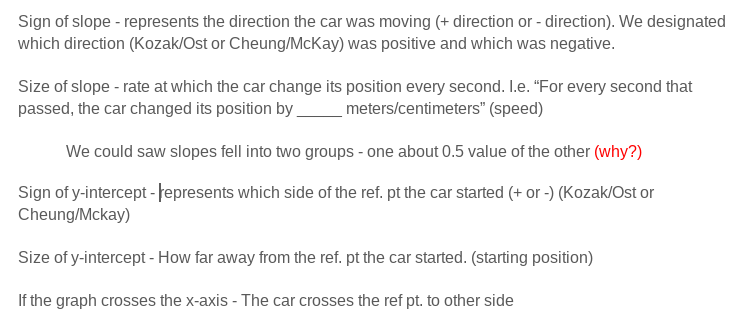 Sign of slope - represents the direction the car was moving (+ direction or - direction). We designated
which direction (Kozak/Ost or Cheung/McKay) was positive and which was negative.
Size of slope - rate at which the car change its position every second. I.e. “For every second that
passed, the car changed its position by _____ meters/centimeters” (speed)
We could saw slopes fell into two groups - one about 0.5 value of the other (why?)
Sign of y-intercept - represents which side of the ref. pt the car started (+ or -) (Kozak/Ost or
Cheung/Mckay)
Size of y-intercept - How far away from the ref. pt the car started. (starting position)
If the graph crosses the x-axis - The car crosses the ref pt. to other side